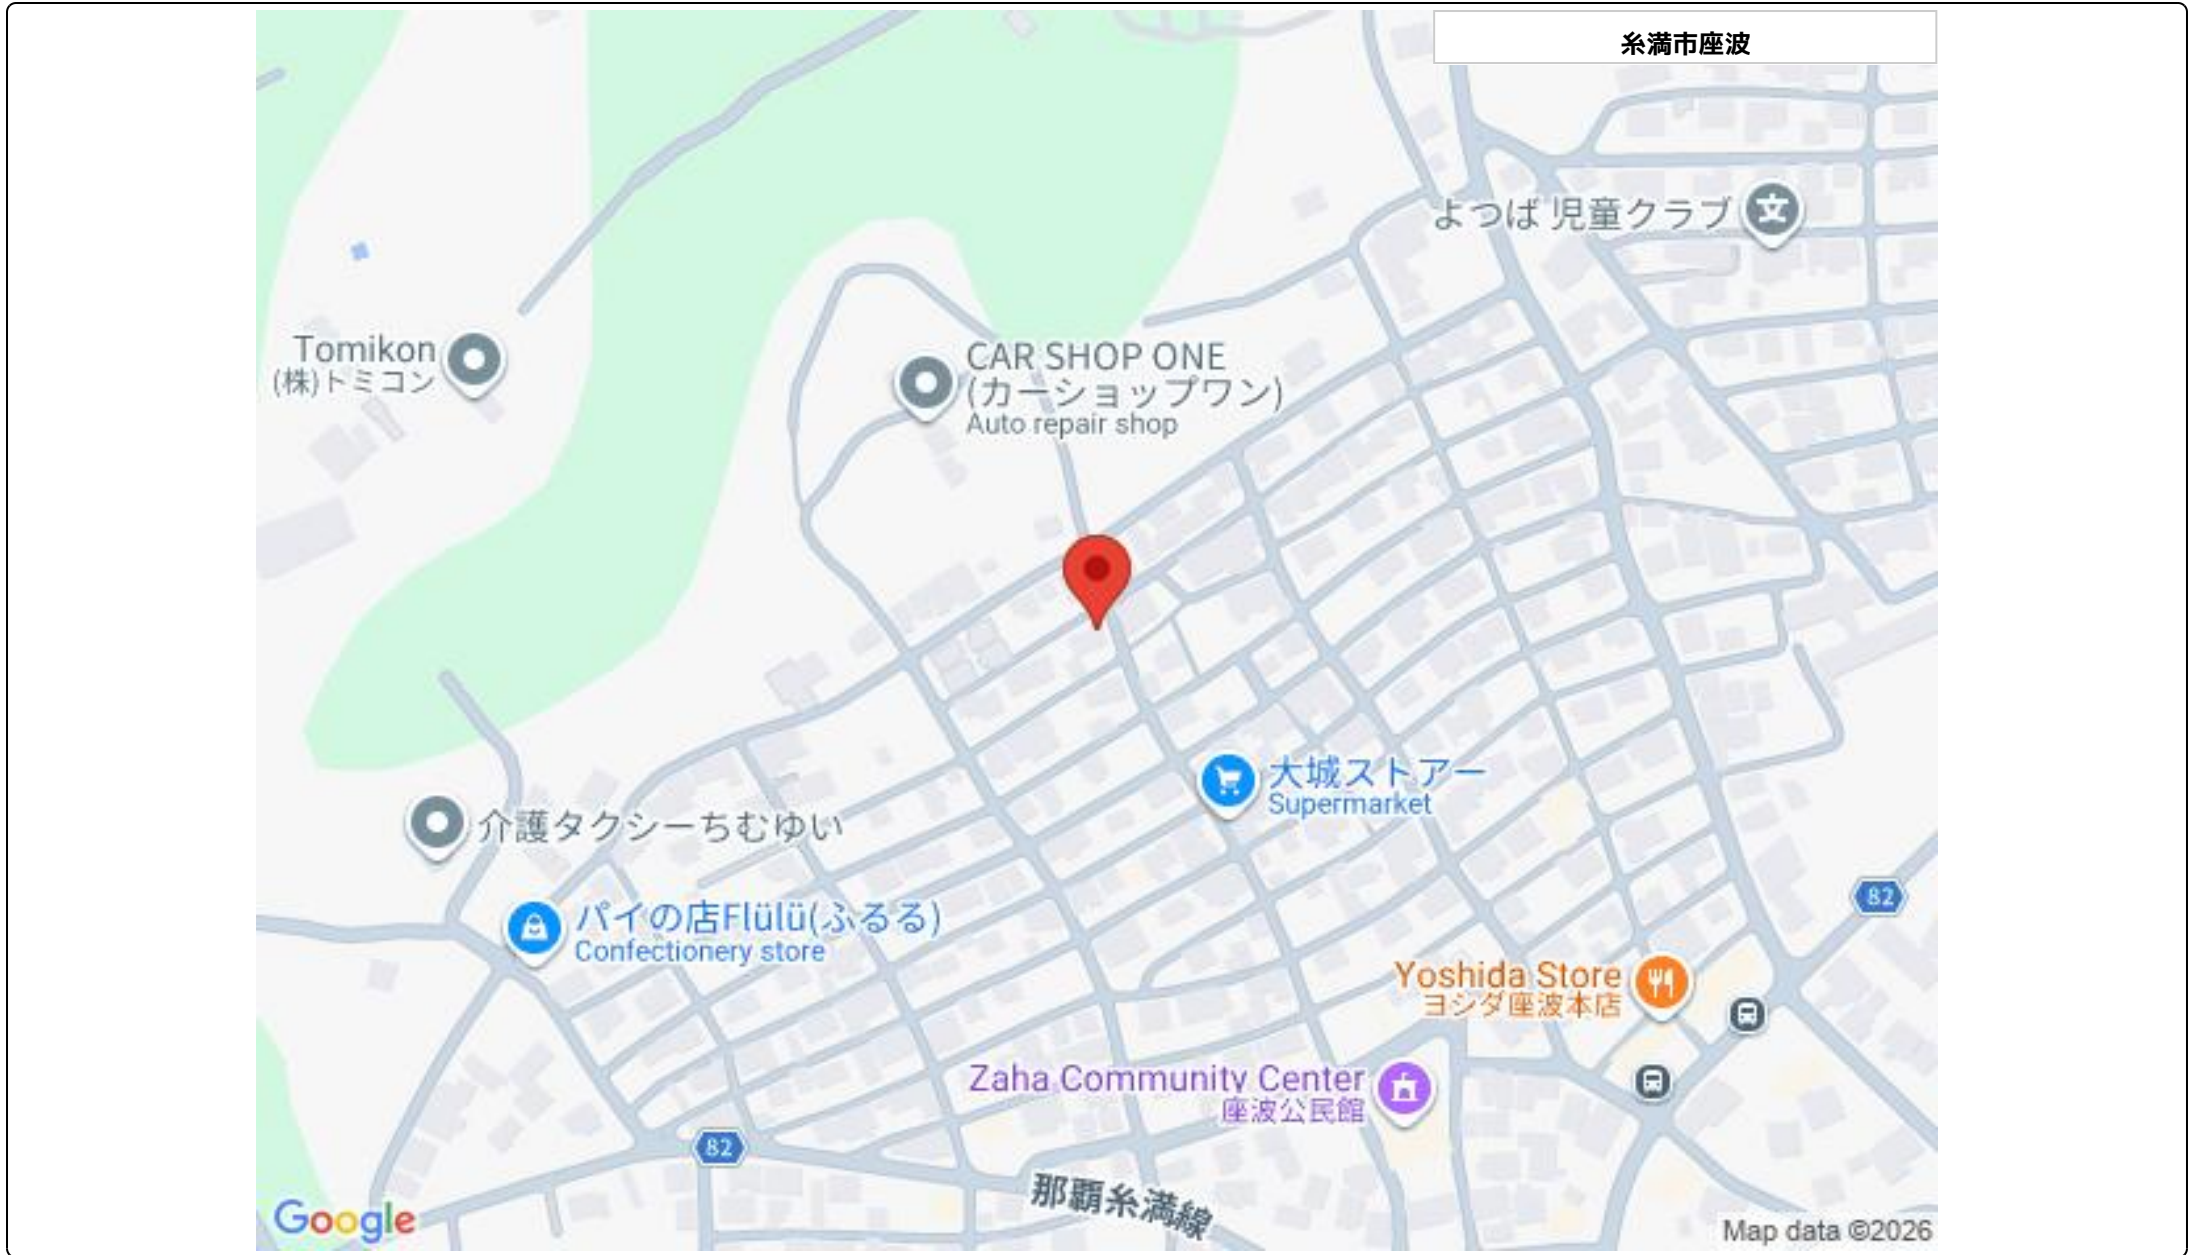 糸満市座波
よつば 児童クラブ
Tomikon
(株)トミコン
CAR SHOP ONE
(カーショップワン)
Auto repair shop
大城ストアー
Supermarket
介護タクシーちむゆい
パイの店Flülü(ふるる)
Confectionery store
82
Yoshida Store
ヨシダ座波本店
Zaha Community Center
座波公民館
82
那覇糸満線
Google
Map data ©2026